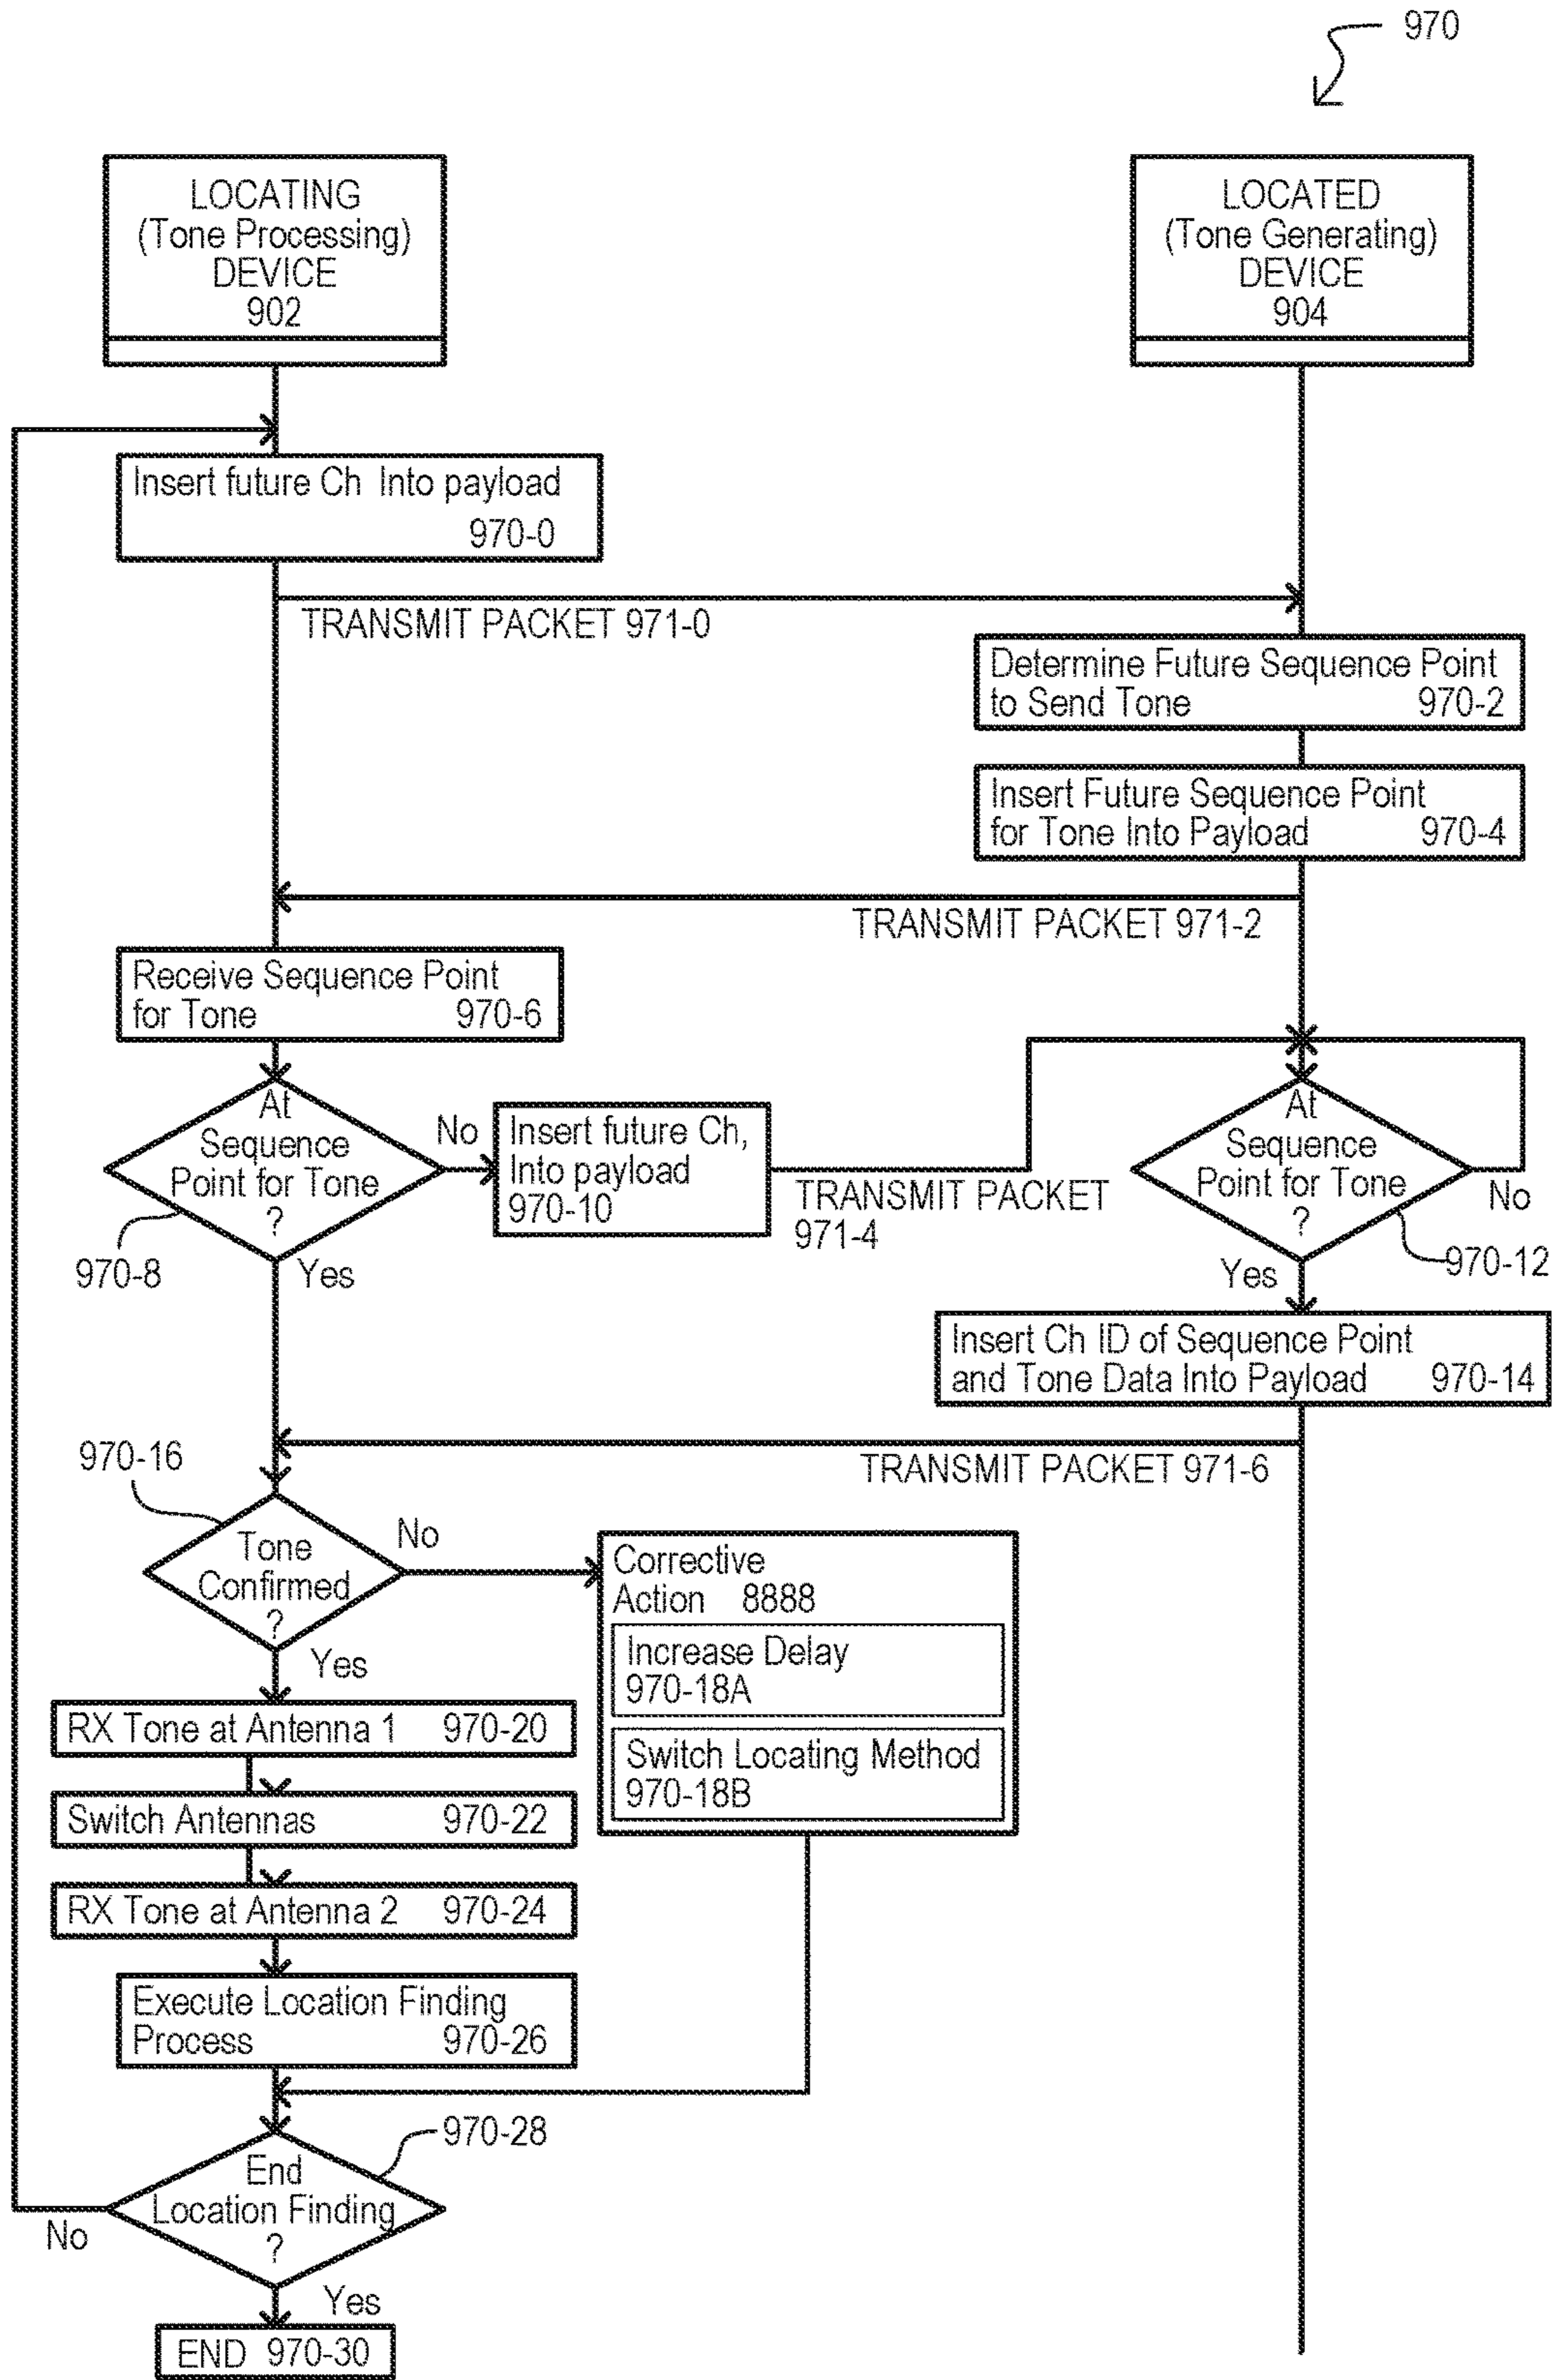 970
LOCATING
(Tone Processing)
DEVICE
902
LOCATED
(Tone Generating)
DEVICE
904
Insert future Ch Into payload
970-0
TRANSMIT PACKET 971-0
Determine Future Sequence Point
to Send Tone 970-2
Insert Future Sequence Point
for Tone Into Payload 970-4
TRANSMIT PACKET 971-2
Receive Sequence Point
for Tone 970-6
At
Sequence
Point for Tone
?
970-8
No
Yes
Insert future Ch,
Into payload
970-10
TRANSMIT PACKET
971-4
At
Sequence
Point for Tone
?
No
970-12
Yes
Insert Ch ID of Sequence Point
and Tone Data Into Payload 970-14
TRANSMIT PACKET 971-6
970-16
Tone
Confirmed
?
No
Yes
Corrective
Action 8888
Increase Delay
970-18A
Switch Locating Method
970-18B
RX Tone at Antenna 1 970-20
Switch Antennas 970-22
RX Tone at Antenna 2 970-24
Execute Location Finding
Process 970-26
970-28
End
Location Finding
?
No
Yes
END 970-30